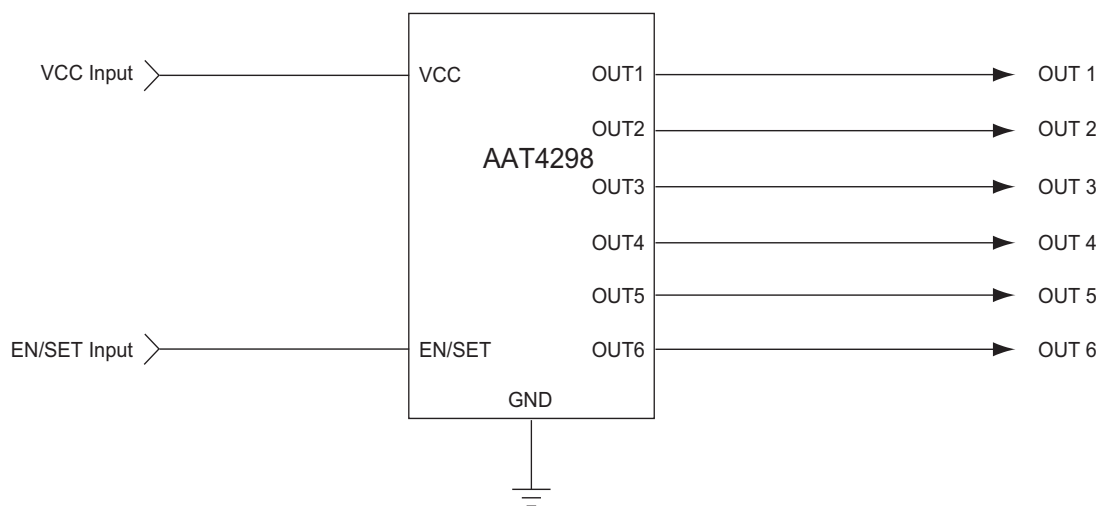 VCC Input
VCC
OUT1
OUT 1
OUT2
OUT 2
AAT4298
OUT3
OUT 3
OUT4
OUT 4
OUT5
OUT 5
EN/SET Input
EN/SET
OUT6
OUT 6
GND